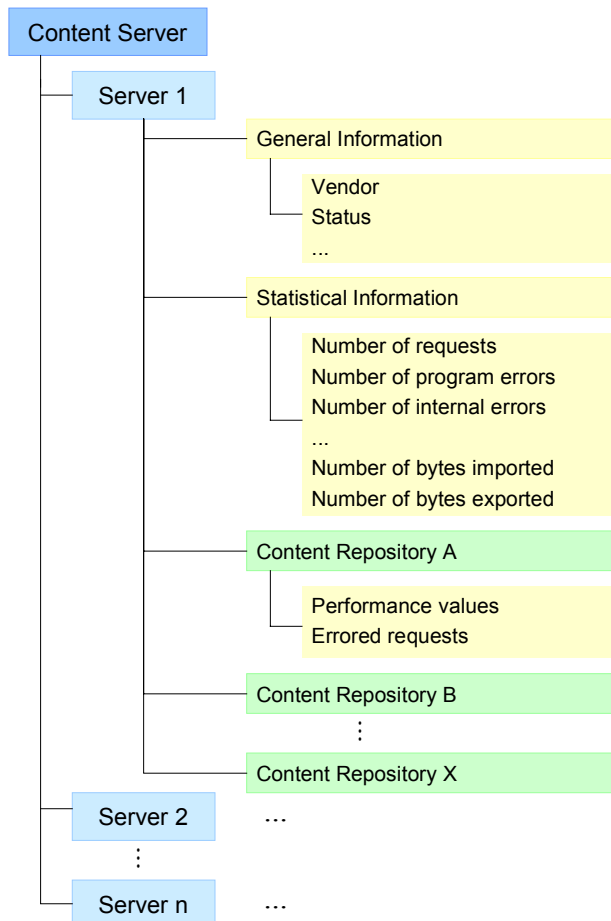 Content Server
Server 1
General Information
Vendor
Status
...
Statistical Information
Number of requests
Number of program errors
Number of internal errors
...
Number of bytes imported
Number of bytes exported
Content Repository A
Performance values
Errored requests
Content Repository B
⋮
Content Repository X
Server 2 ...
⋮
Server n ...